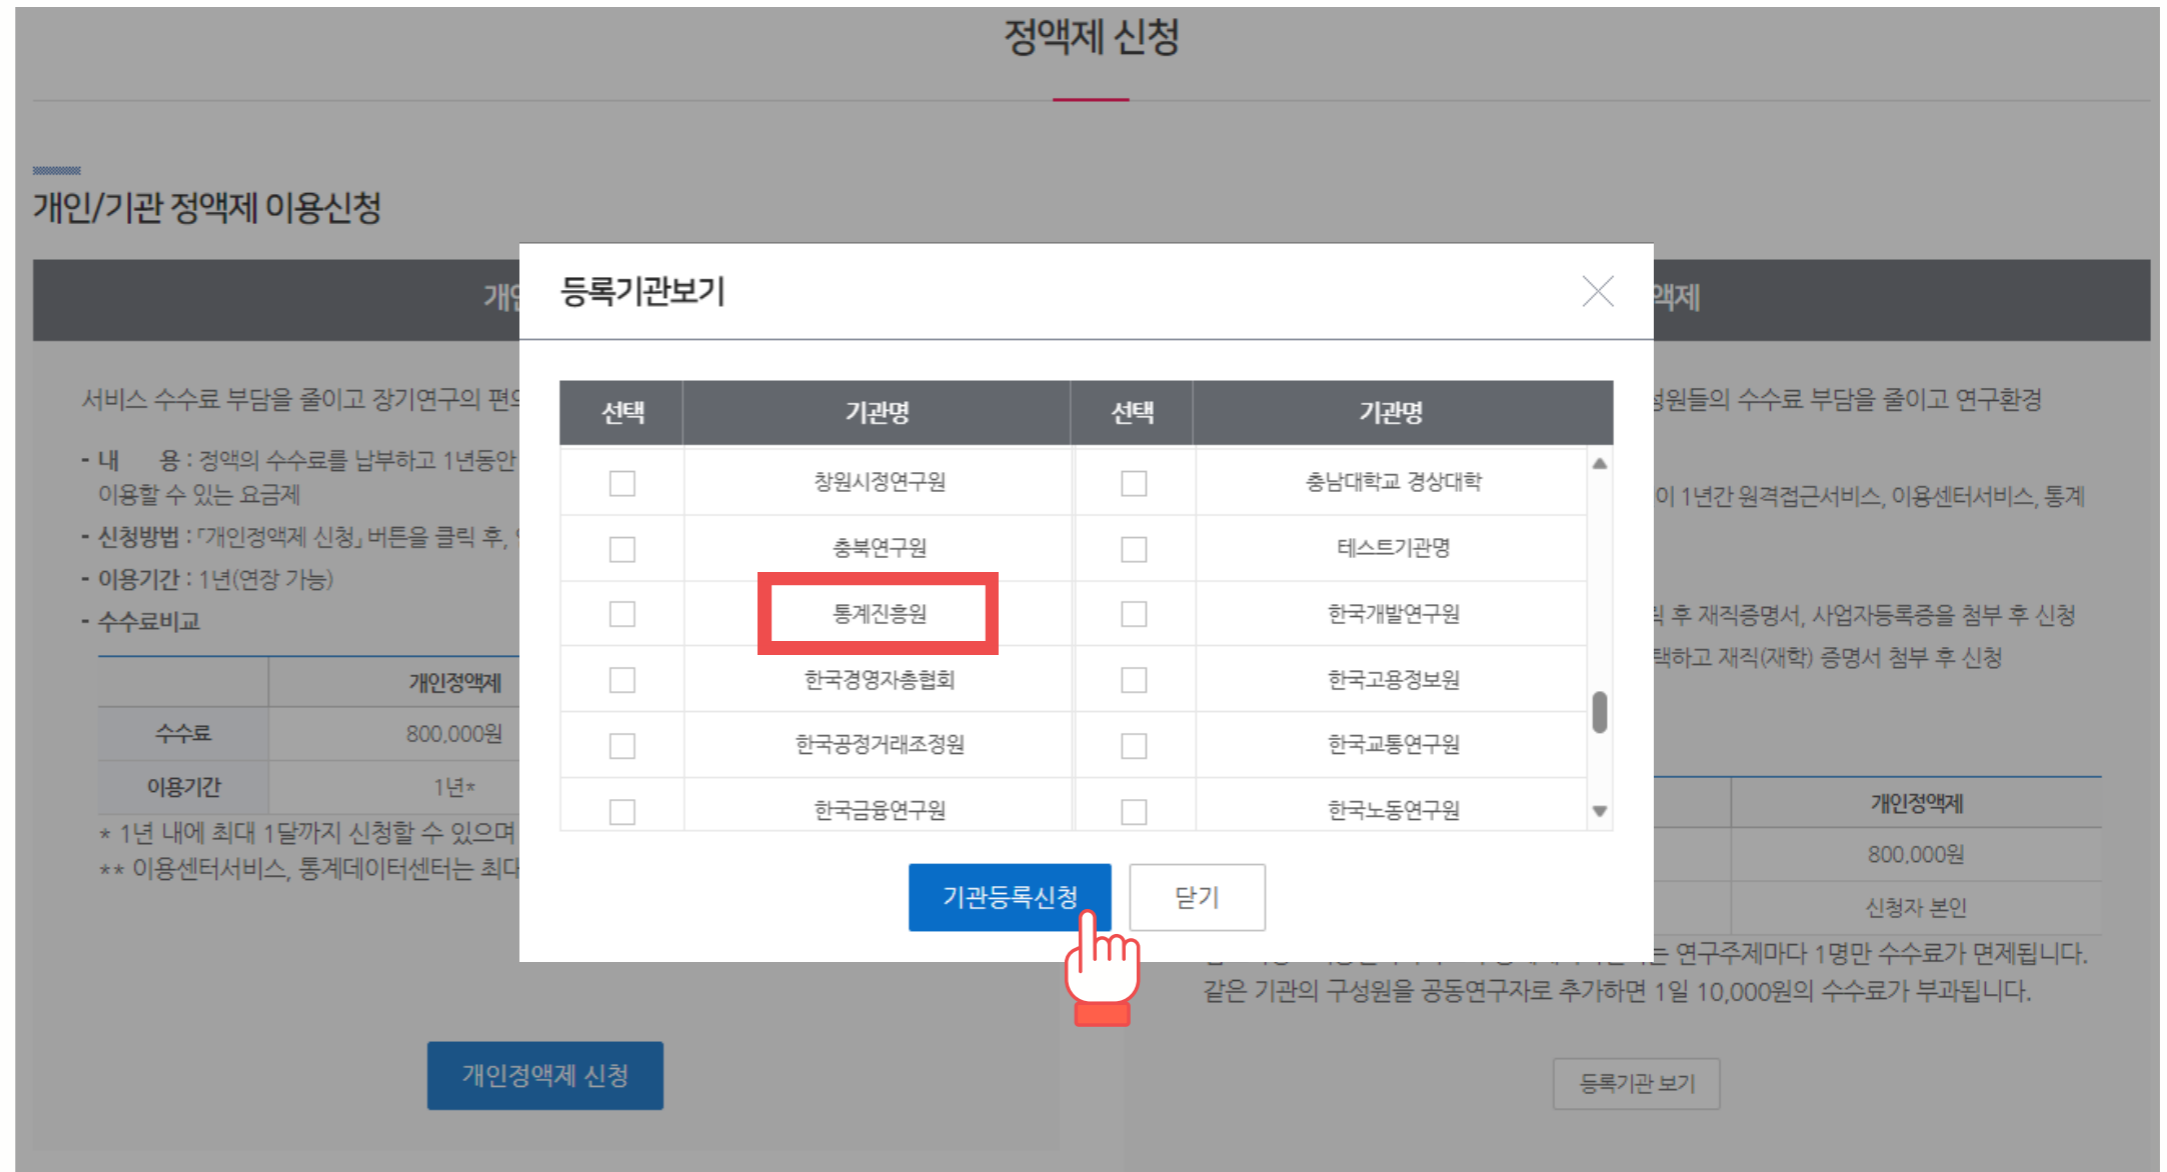 정액제 신청
개인/기관 정액제 이용신청
서비스 수수료 부담을 줄이고 장기연구의
- 내 용 : 정액의 수수료를 납부하고 1년동안
이용할 수 있는 요금제
- 신청방법 : 「개인정액제 신청」 버튼을 클릭 후,
- 이용기간 : 1년(연장 가능)
- 수수료비교
개인정액제
수수료 800,000원
이용기간 1년*
* 1년 내에 최대 1달까지 신청할 수 있으며
** 이용센터서비스, 통계데이터센터는 최대
개인정액제 신청
등록기관보기
선택 기관명 선택 기관명
창원시정연구원 충남대학교 경상대학
충북연구원 테스트기관명
통계진흥원 한국개발연구원
한국경영자총협회 한국고용정보원
한국공정거래조정원 한국교통연구원
한국금융연구원 한국노동연구원
기관등록신청 닫기
액제
성원들의 수수료 부담을 줄이고 연구환경
이 1년간 원격접근서비스, 이용센터서비스, 통계
후 재직증명서, 사업자등록증을 첨부 후 신청
택하고 재직(재학) 증명서 첨부 후 신청
개인정액제
800,000원
신청자 본인
는 연구주제마다 1명만 수수료가 면제됩니다.
같은 기관의 구성원을 공동연구자로 추가하면 1일 10,000원의 수수료가 부과됩니다.
등록기관 보기